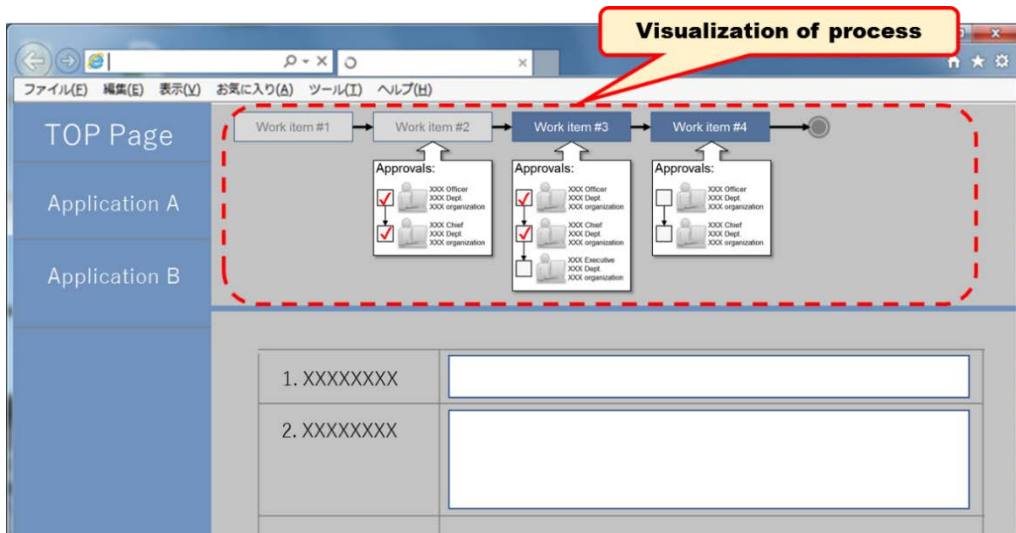 Visualization of process
ファイル(F) 編集(E) 表示(V) お気に入り(A) ツール(T) ヘルプ(H)
TOP Page
Application A
Application B
Work item #1
Work item #2
Work item #3
Work item #4
Approvals:
XXX Officer
XXX Dept.
XXX organization
XXX Chief
XXX Dept.
XXX organization
Approvals:
XXX Officer
XXX Dept.
XXX organization
XXX Chief
XXX Dept.
XXX organization
XXX Executive
XXX Dept.
XXX organization
Approvals:
XXX Officer
XXX Dept.
XXX organization
XXX Chief
XXX Dept.
XXX organization
1. XXXXXXXX
2. XXXXXXXX